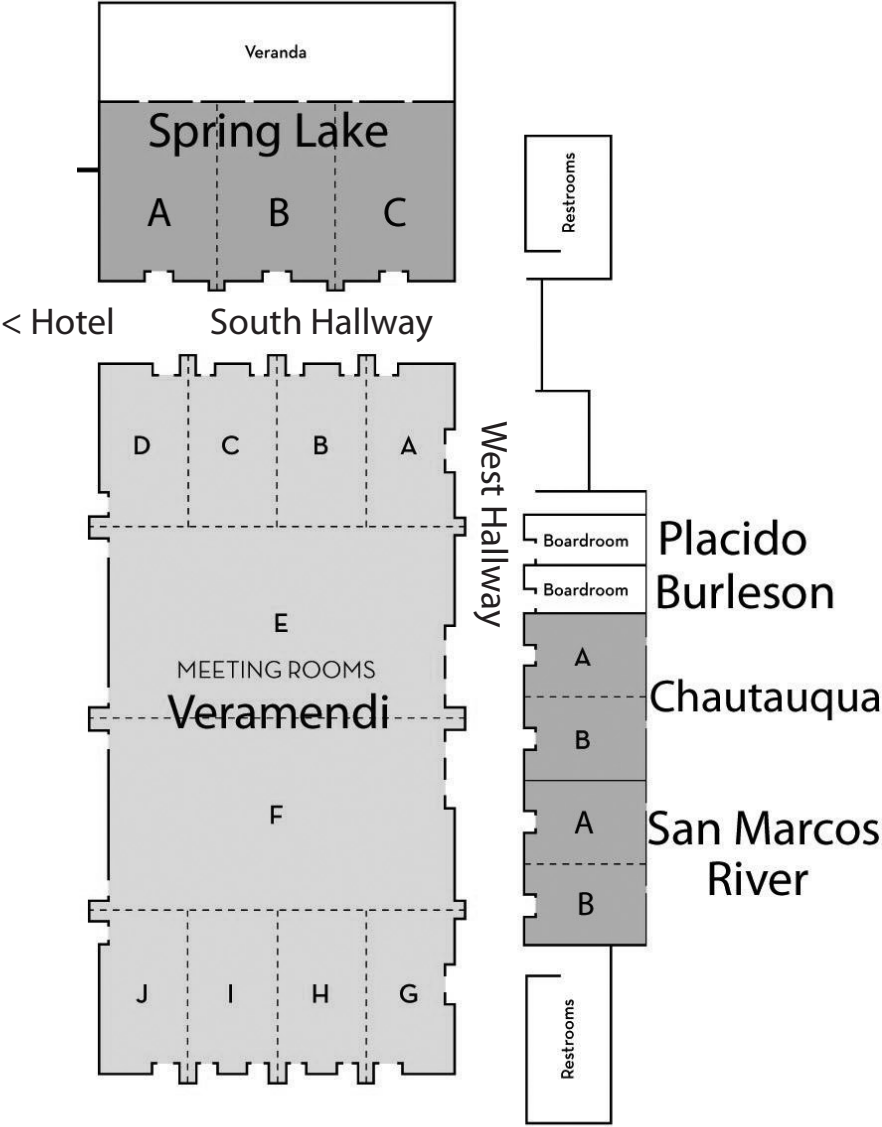 Veranda
Spring Lake
A B C
Restrooms
< Hotel
South Hallway
D C B A
West Hallway
Boardroom
Placido
Boardroom
Burleson
E
MEETING ROOMS
Veramendi
A
Chautauqua
B
F
A
San Marcos
River
B
J I H G
Restrooms